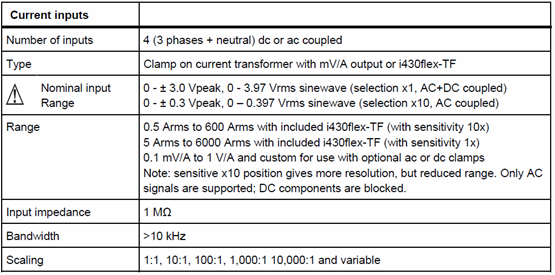 Current inputs
Number of inputs 4 (3 phases + neutral) dc or ac coupled
Type Clamp on current transformer with mV/A output or i430flex-TF
Nominal input 0 - ± 3.0 Vpeak, 0 - 3.97 Vrms sinewave (selection x1, AC+DC coupled)
Range 0 - ± 0.3 Vpeak, 0 – 0.397 Vrms sinewave (selection x10, AC coupled)
Range 0.5 Arms to 600 Arms with included i430flex-TF (with sensitivity 10x)
5 Arms to 6000 Arms with included i430flex-TF (with sensitivity 1x)
0.1 mV/A to 1 V/A and custom for use with optional ac or dc clamps
Note: sensitive x10 position gives more resolution, but reduced range. Only AC
signals are supported; DC components are blocked.
Input impedance 1 MΩ
Bandwidth >10 kHz
Scaling 1:1, 10:1, 100:1, 1,000:1 10,000:1 and variable